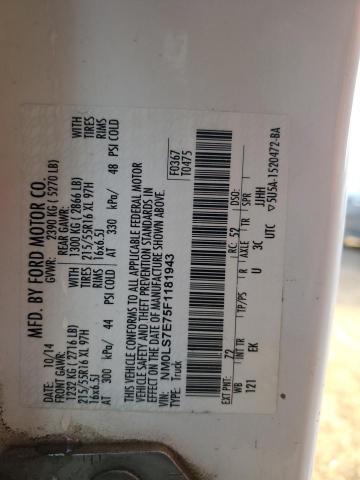 MFD. BY FORD MOTOR CO.
DATE: 10/14 GVWR: 2390 KG ( 5270 LB)
FRONT GAWR: REAR GAWR:
1232 KG ( 2716 LB) WITH 1300 KG ( 2866 LB) WITH
215/55R16 XL 97H TIRES 215/55R16 XL 97H TIRES
16x6.5J RIMS 16x6.5J RIMS
AT 300 kPa/ 44 PSI COLD AT 330 kPa/ 48 PSI COLD
THIS VEHICLE CONFORMS TO ALL APPLICABLE FEDERAL MOTOR
VEHICLE SAFETY AND THEFT PREVENTION STANDARDS IN
EFFECT ON THE DATE OF MANUFACTURE SHOWN ABOVE.
VIN: NM0LS7E75F1181943
TYPE: Truck
F0367
T0475
EXT PNT: Z2 RC: 52 DSO:
WB INT TR TP/PS R AXLE TR SPR JJHH
121 EK U 3C UTC ▽5U5A-1520472-BA